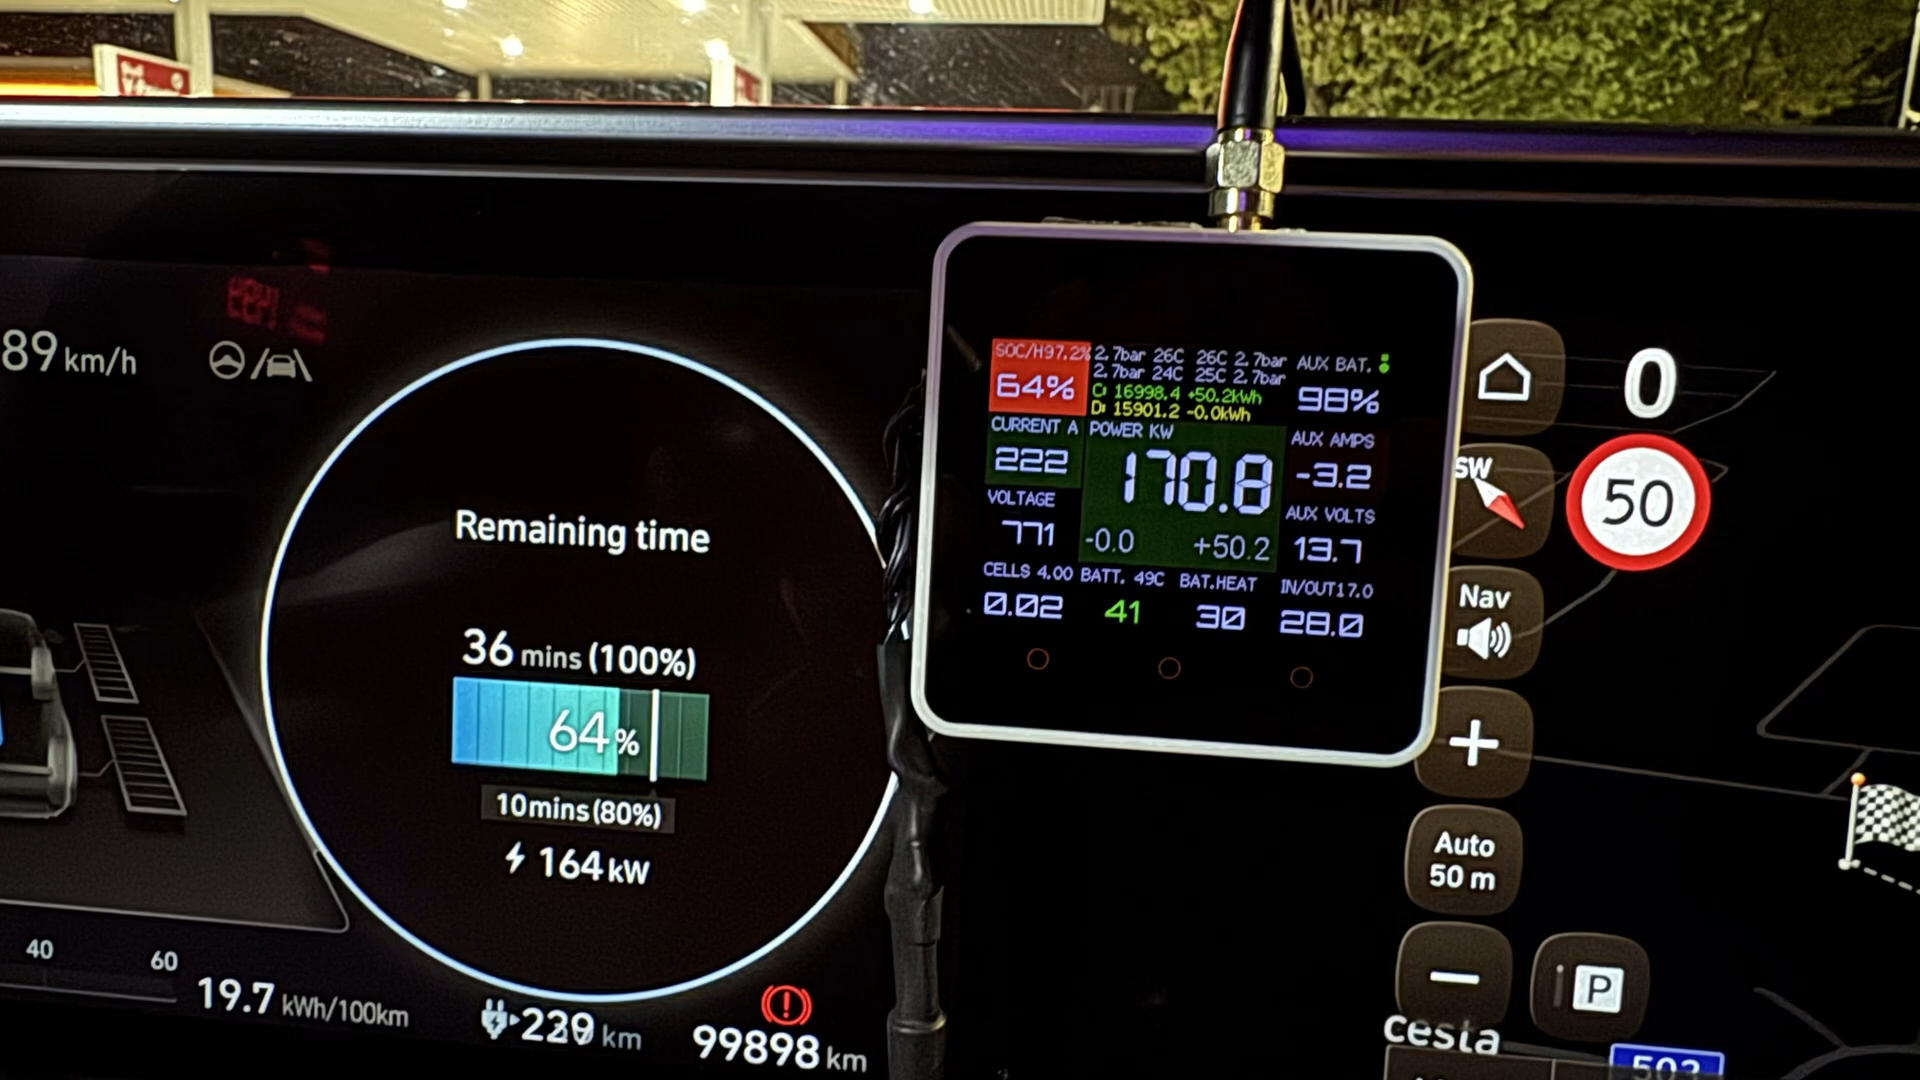 89 km/h
Remaining time
36 mins (100%)
64%
10mins(80%)
164kW
40
60
19.7 kWh/100km
km
99898 km
SOC/H97.2%
64%
2.7bar 26C 26C 2.7bar
2.7bar 24C 25C 2.7bar
C: 16998.4 +50.2kWh
D: 15901.2 -0.0kWh
AUX BAT.
98%
CURRENT A
222
POWER KW
170.8
-0.0 +50.2
AUX AMPS
-3.2
VOLTAGE
771
AUX VOLTS
13.7
CELLS 4.00
0.02
BATT. 49C
41
BAT.HEAT
30
IN/OUT17.0
28.0
0
SW
50
Nav
Auto
50 m
P
cesta
503